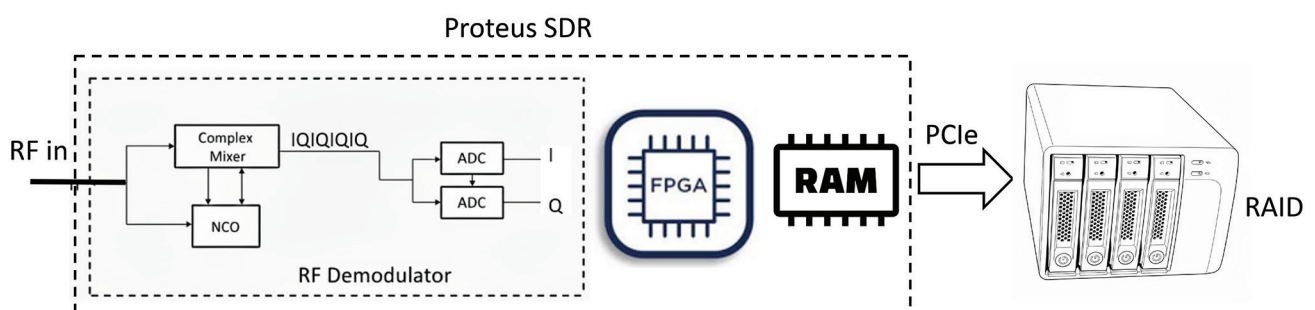 Proteus SDR
RF in
Complex
Mixer
NCO
IQIQIQIQ
ADC
ADC
I
Q
RF Demodulator
FPGA
RAM
PCIe
RAID